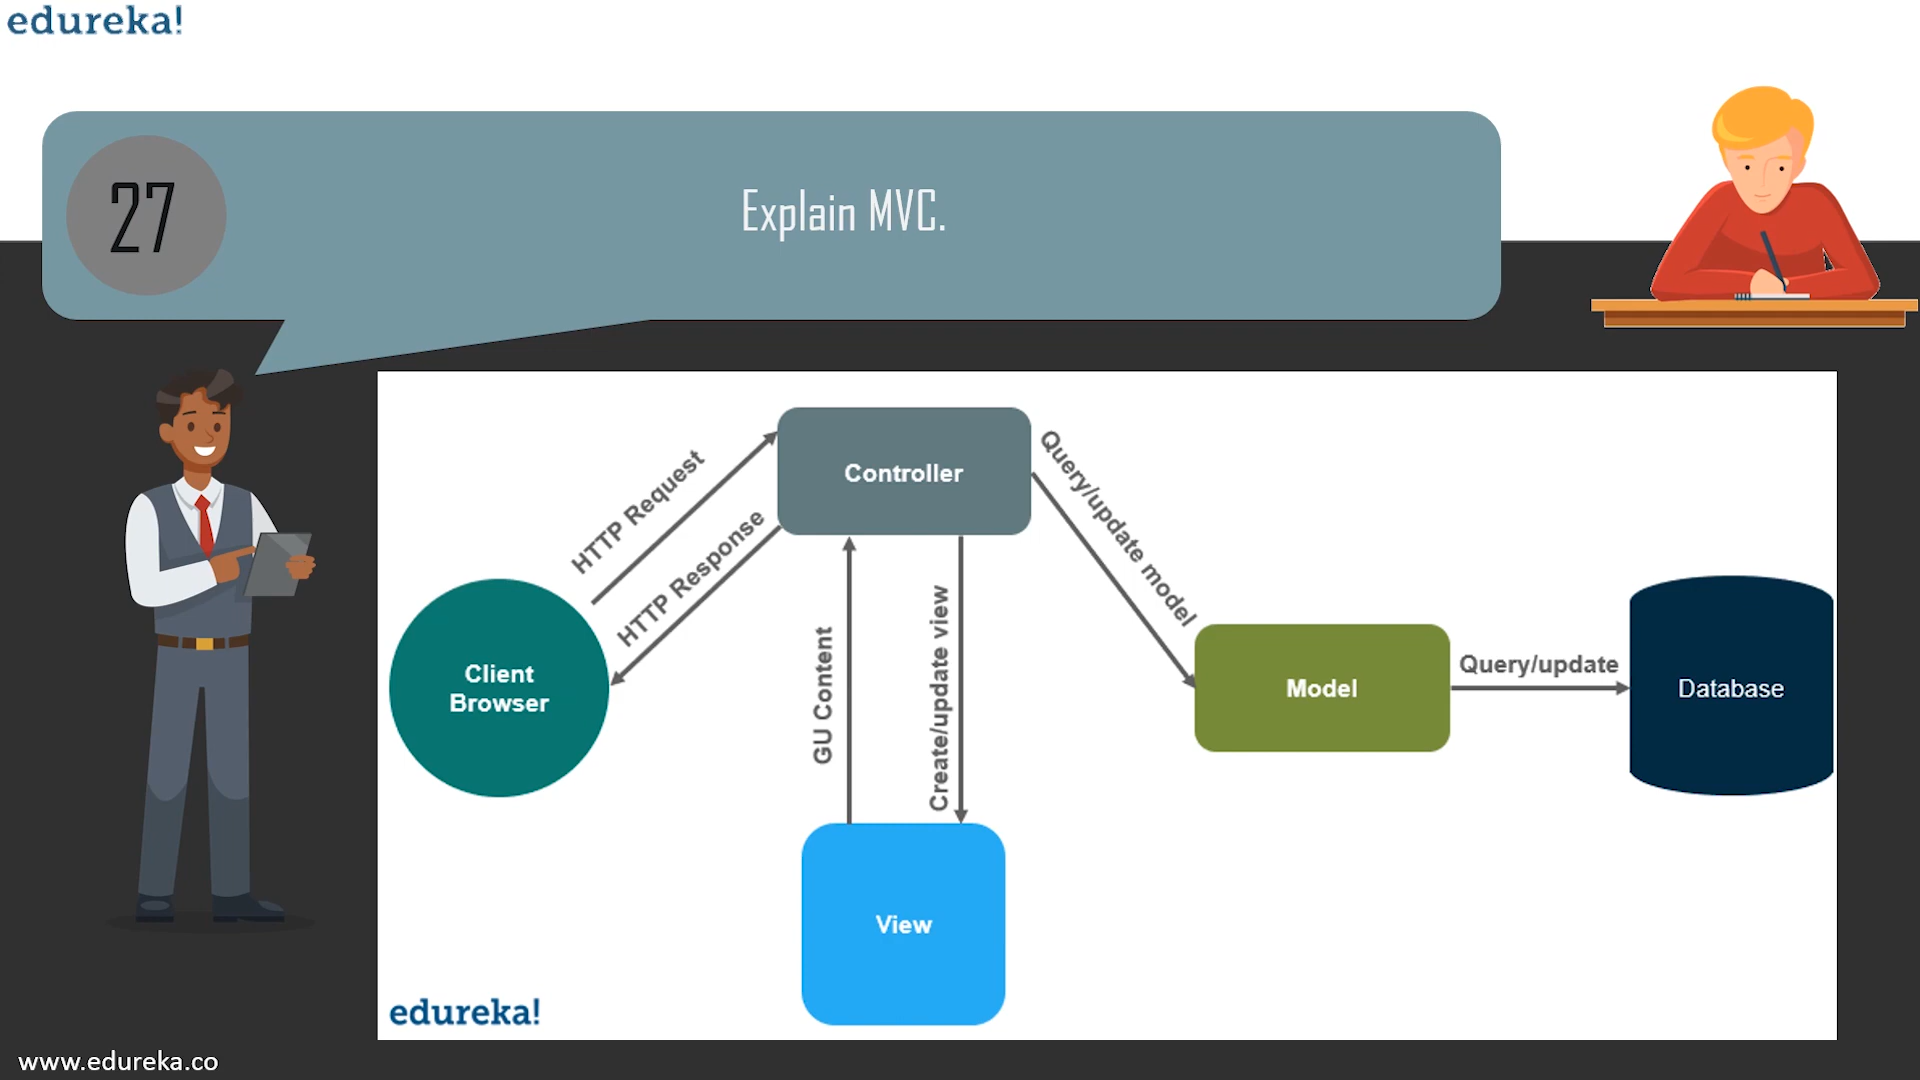 edureka!
27
Explain MVC.
Controller
HTTP Request
HTTP Response
Query/update model
Client
Browser
GU Content
Create/update view
Model
Query/update
Database
View
edureka!
www.edureka.co